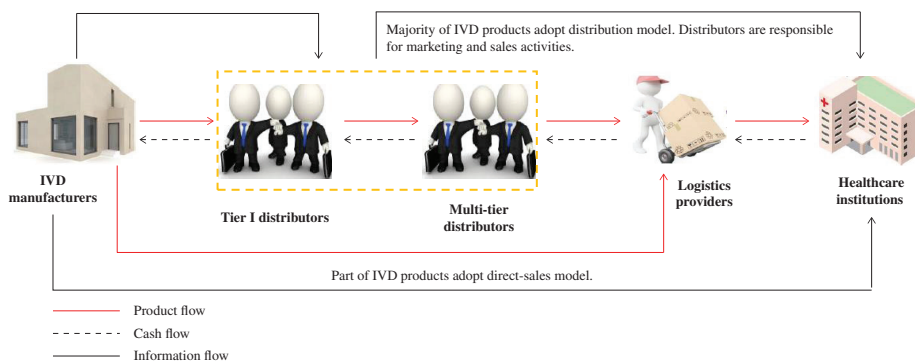 Majority of IVD products adopt distribution model. Distributors are responsible
for marketing and sales activities.
IVD
manufacturers
Tier I distributors
Multi-tier
distributors
Logistics
providers
Healthcare
institutions
Part of IVD products adopt direct-sales model.
Product flow
Cash flow
Information flow